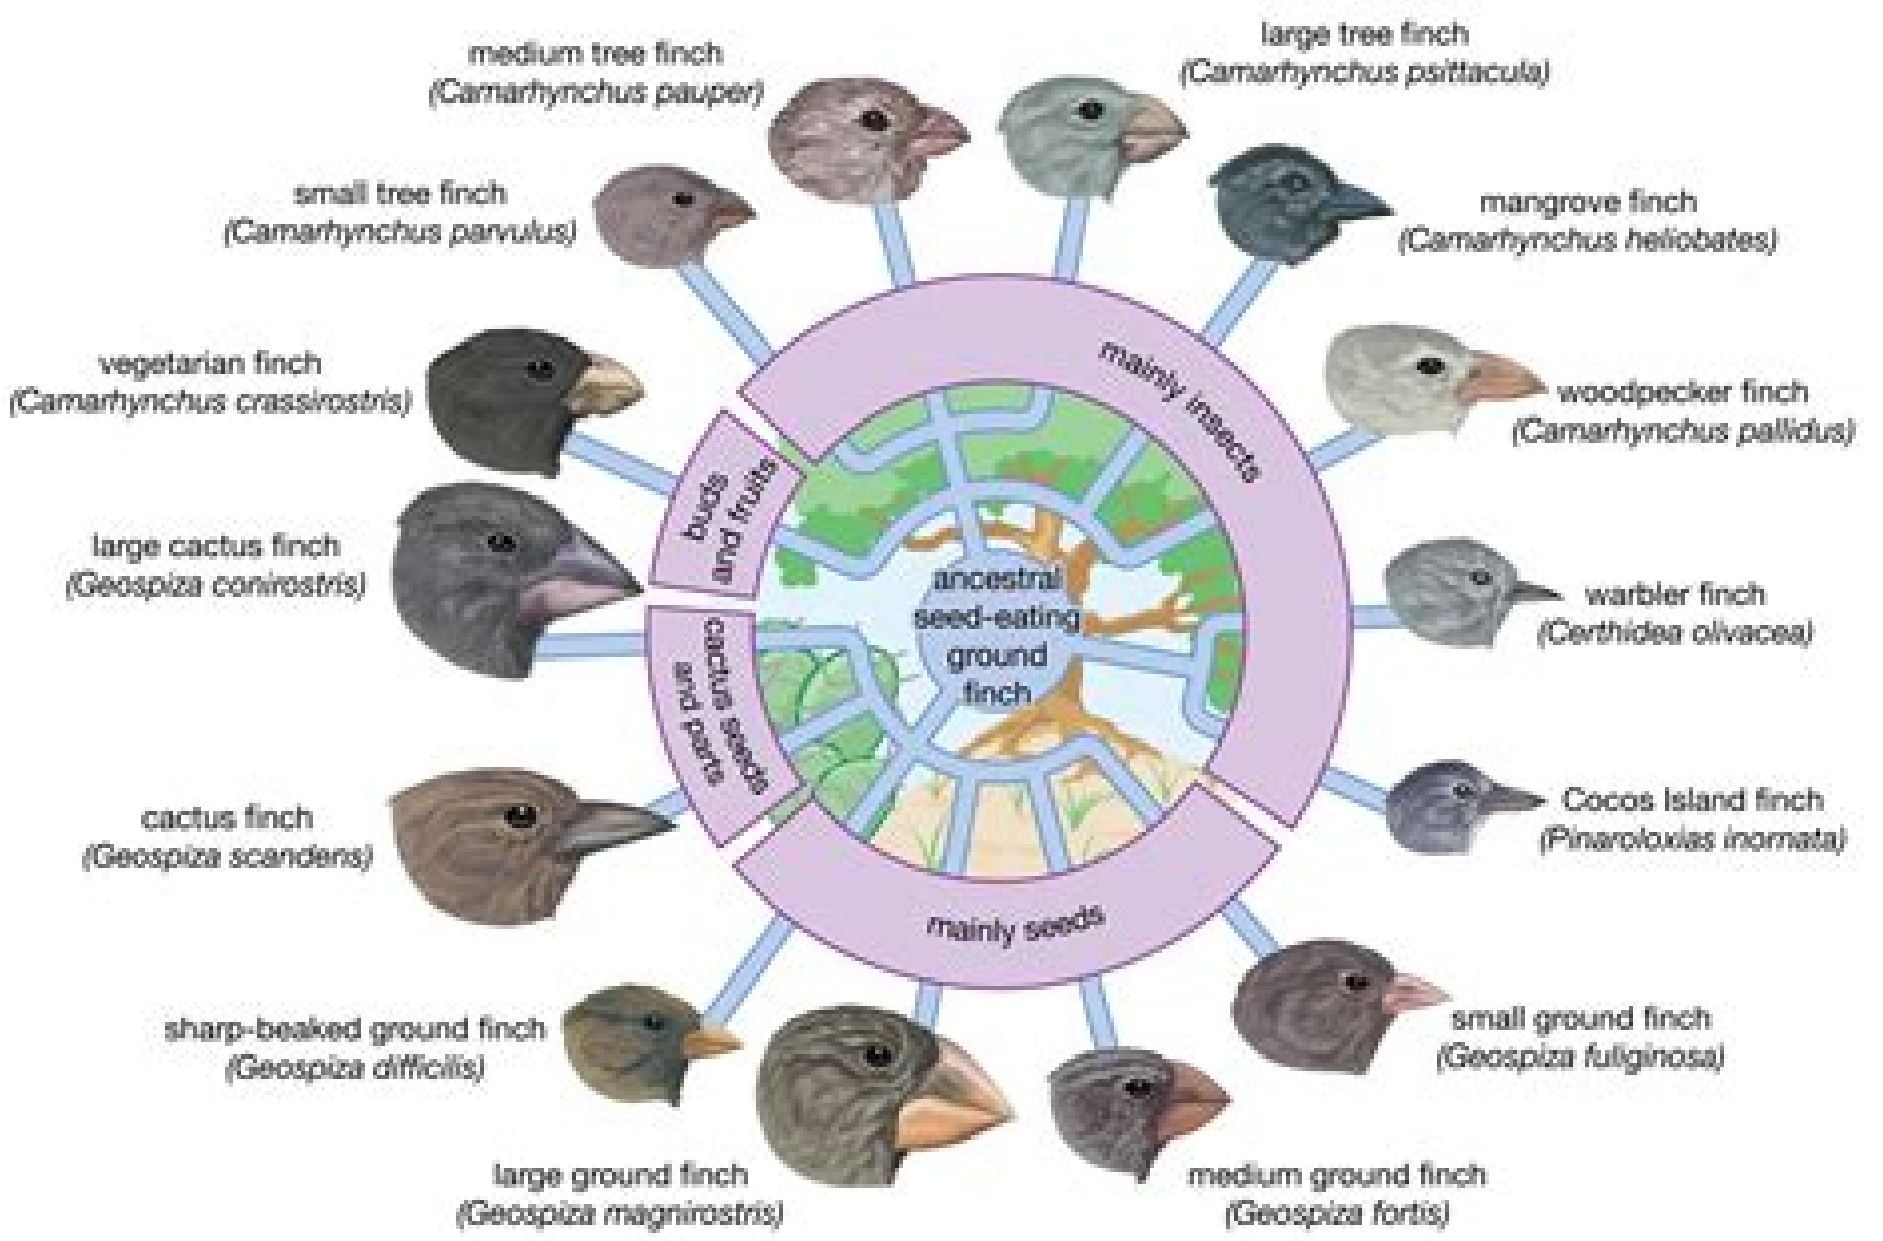 medium tree finch
(Camarhynchus pauper)
large tree finch
(Camarhynchus psittacula)
small tree finch
(Camarhynchus parvulus)
mangrove finch
(Camarhynchus heliobates)
vegetarian finch
(Camarhynchus crassirostris)
woodpecker finch
(Camarhynchus pallidus)
large cactus finch
(Geospiza conirostris)
warbler finch
(Certhidea olivacea)
cactus finch
(Geospiza scandens)
Cocos Island finch
(Pinaroloxias inornata)
sharp-beaked ground finch
(Geospiza difficilis)
small ground finch
(Geospiza fuliginosa)
large ground finch
(Geospiza magnirostris)
medium ground finch
(Geospiza fortis)
mainly insects
buds
and fruits
cactus seeds
and parts
mainly seeds
ancestral
seed-eating
ground
finch